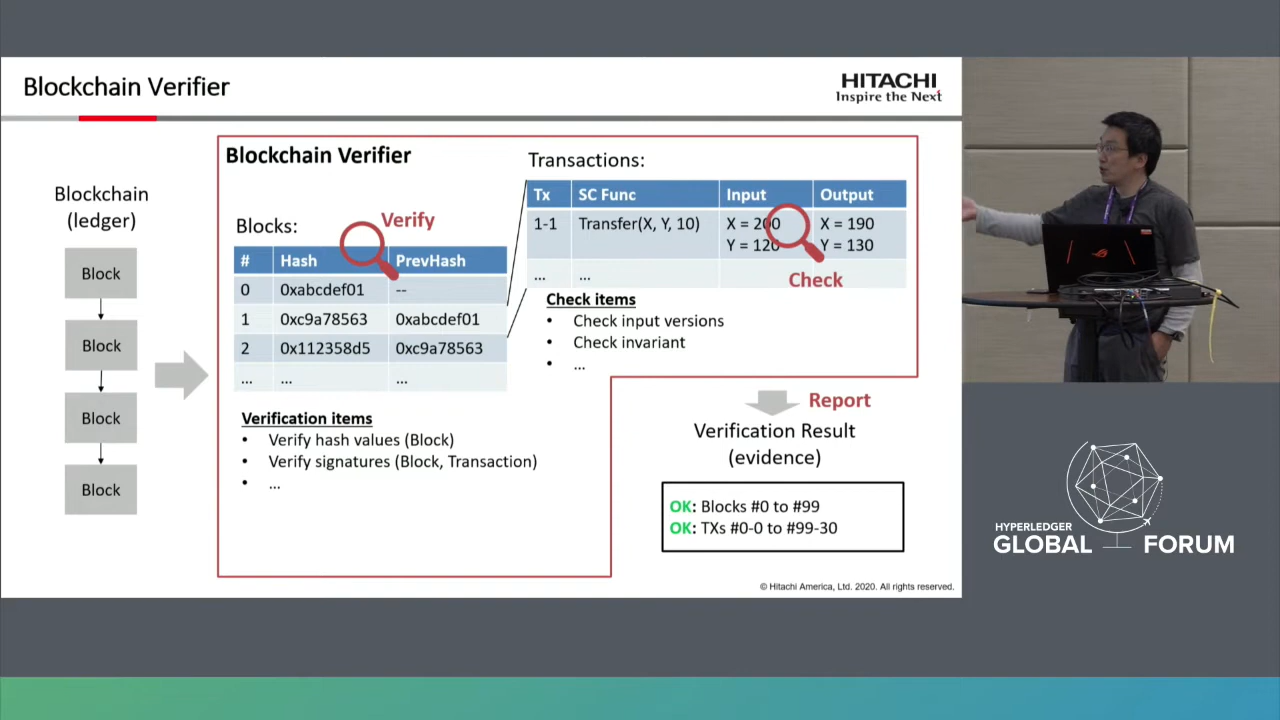 Blockchain Verifier
HITACHI
Inspire the Next
Blockchain
(ledger)
Block
Block
Block
Block
Blockchain Verifier
Blocks:
Verify
# Hash PrevHash
0 0xabcdef01 --
1 0xc9a78563 0xabcdef01
2 0x112358d5 0xc9a78563
... ... ...
Verification items
• Verify hash values (Block)
• Verify signatures (Block, Transaction)
• ...
Transactions:
Tx SC Func Input Output
1-1 Transfer(X, Y, 10) X = 200 X = 190
Y = 120 Y = 130
... ...
Check
Check items
• Check input versions
• Check invariant
• ...
Report
Verification Result
(evidence)
OK: Blocks #0 to #99
OK: TXs #0-0 to #99-30
© Hitachi America, Ltd. 2020. All rights reserved.
HYPERLEDGER
GLOBAL FORUM